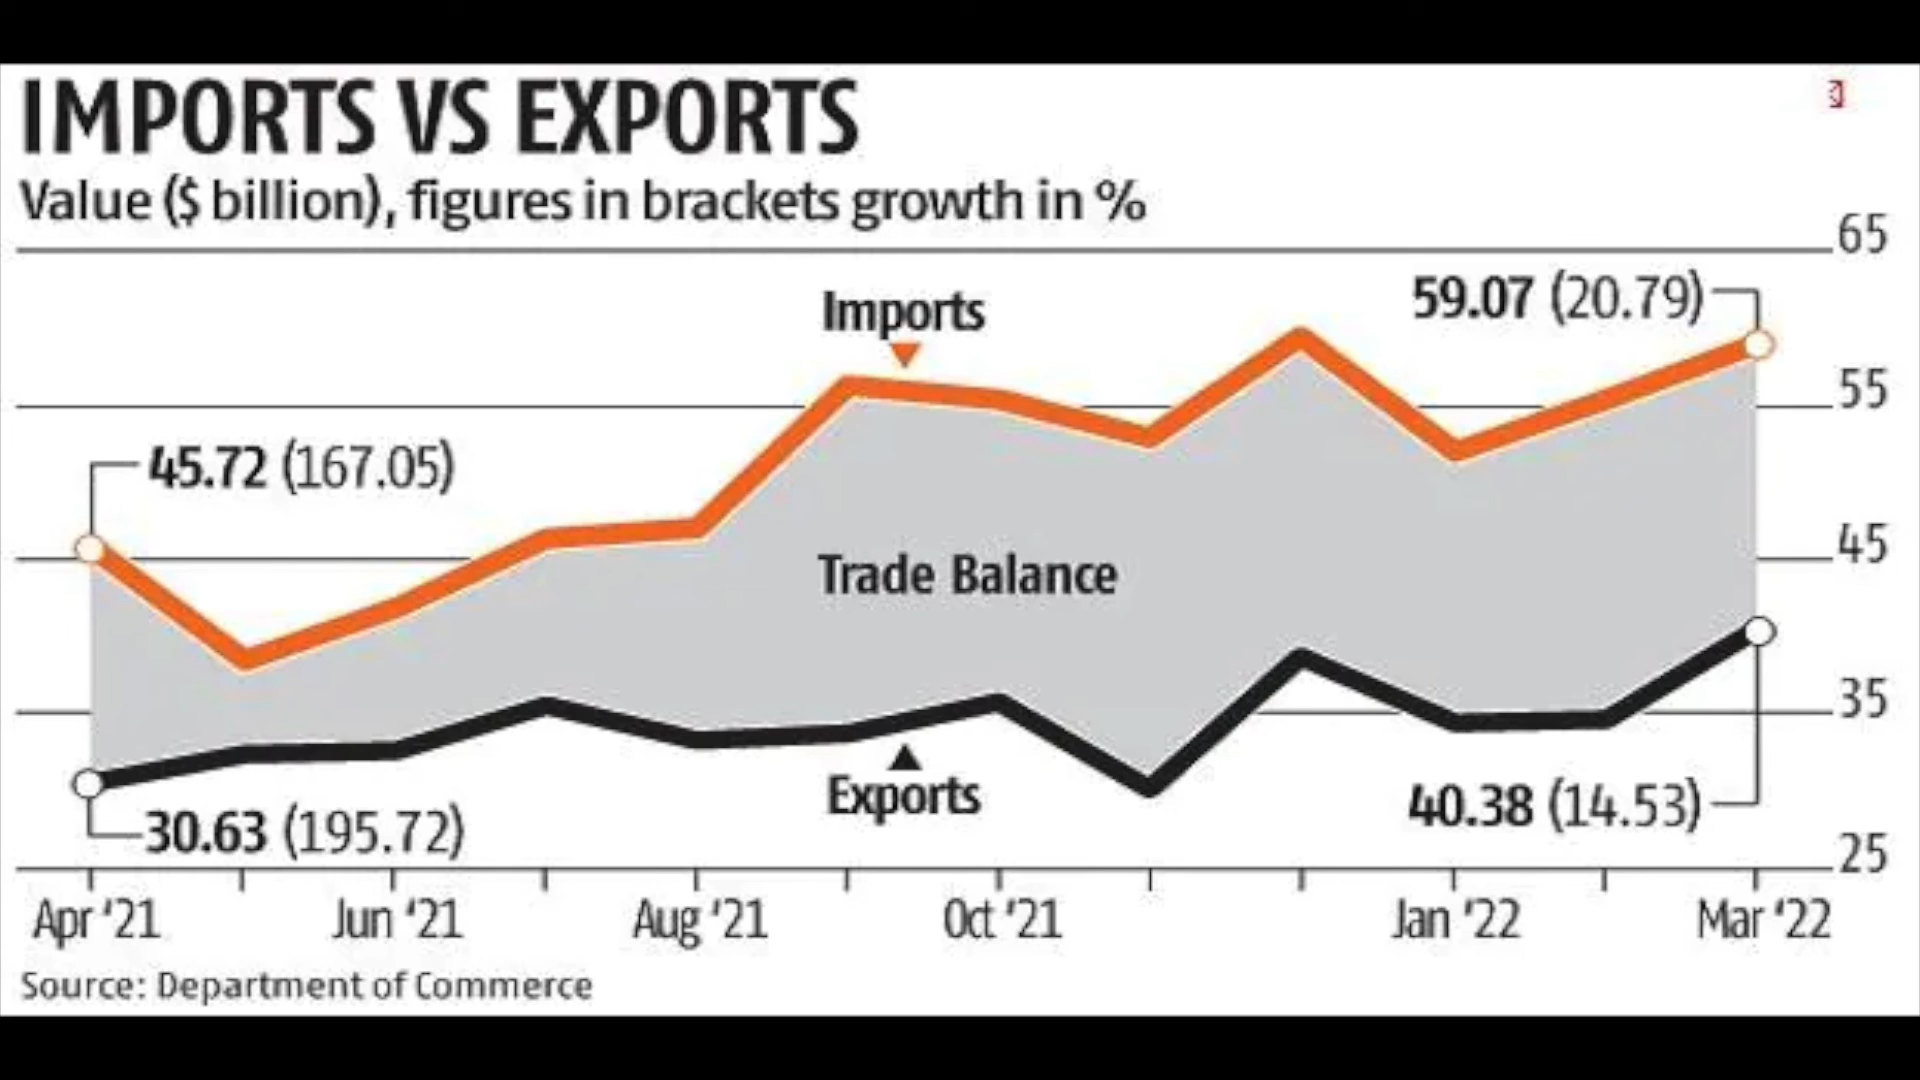 IMPORTS VS EXPORTS
Value ($ billion), figures in brackets growth in %
65
Imports
59.07 (20.79)
55
45.72 (167.05)
45
Trade Balance
35
Exports
40.38 (14.53)
30.63 (195.72)
25
Apr ‘21 Jun ‘21 Aug ‘21 Oct ‘21 Jan ‘22 Mar ‘22
Source: Department of Commerce